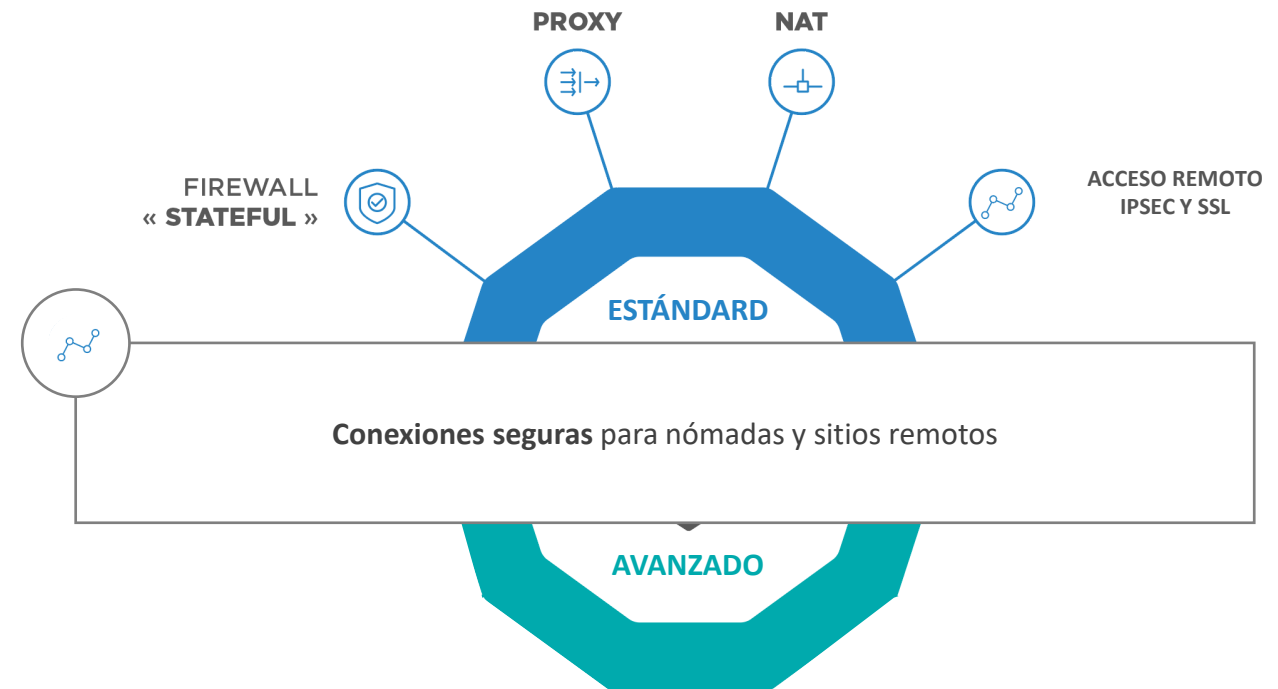 PROXY
NAT
FIREWALL
« STATEFUL »
ACCESO REMOTO
IPSEC Y SSL
ESTÁNDARD
Conexiones seguras para nómadas y sitios remotos
AVANZADO